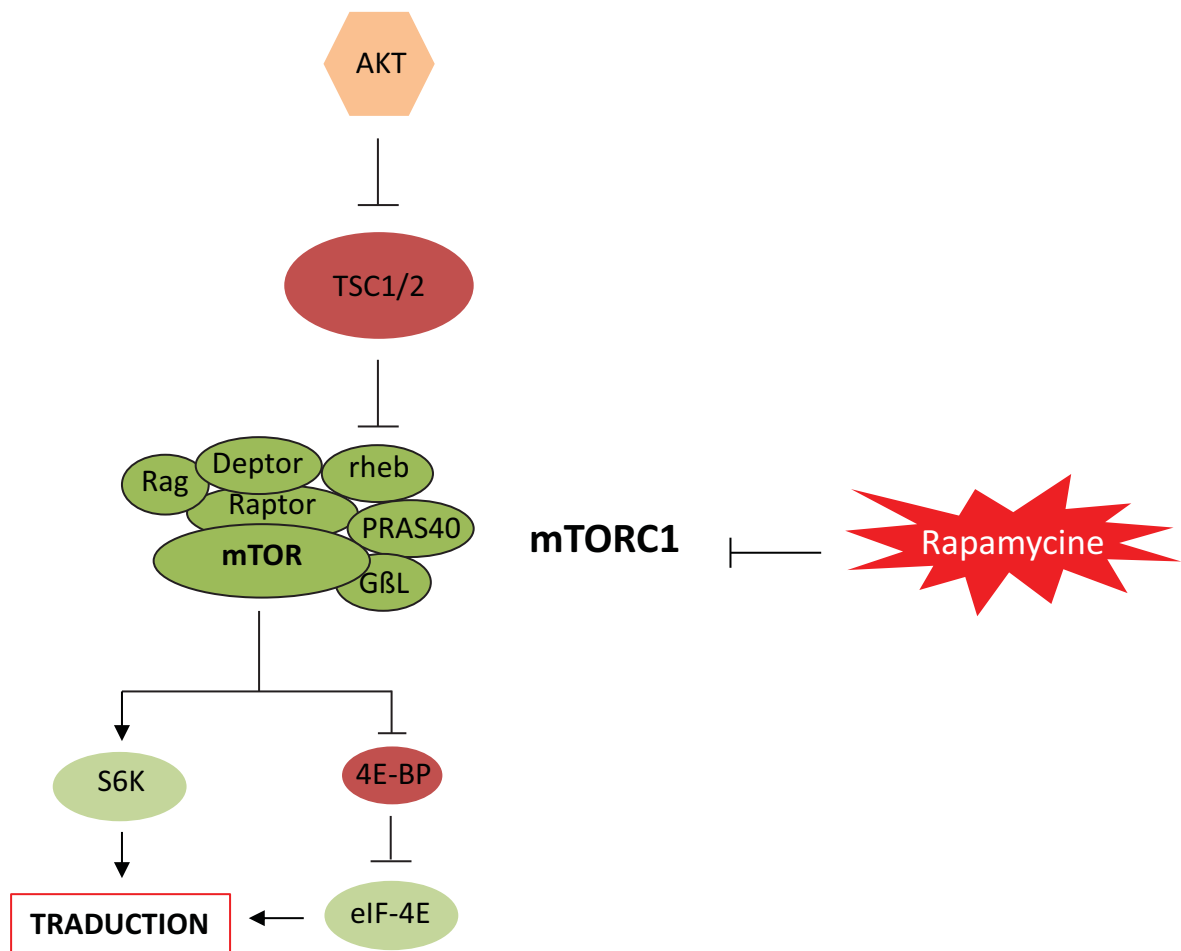 AKT
TSC1/2
Deptor
rheb
Rag
Raptor
PRAS40
mTOR
GßL
mTORC1
Rapamycine
S6K
4E-BP
TRADUCTION
eIF-4E